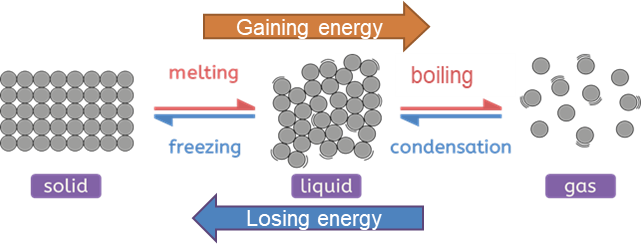 Gaining energy
melting
boiling
freezing
condensation
solid
liquid
gas
Losing energy